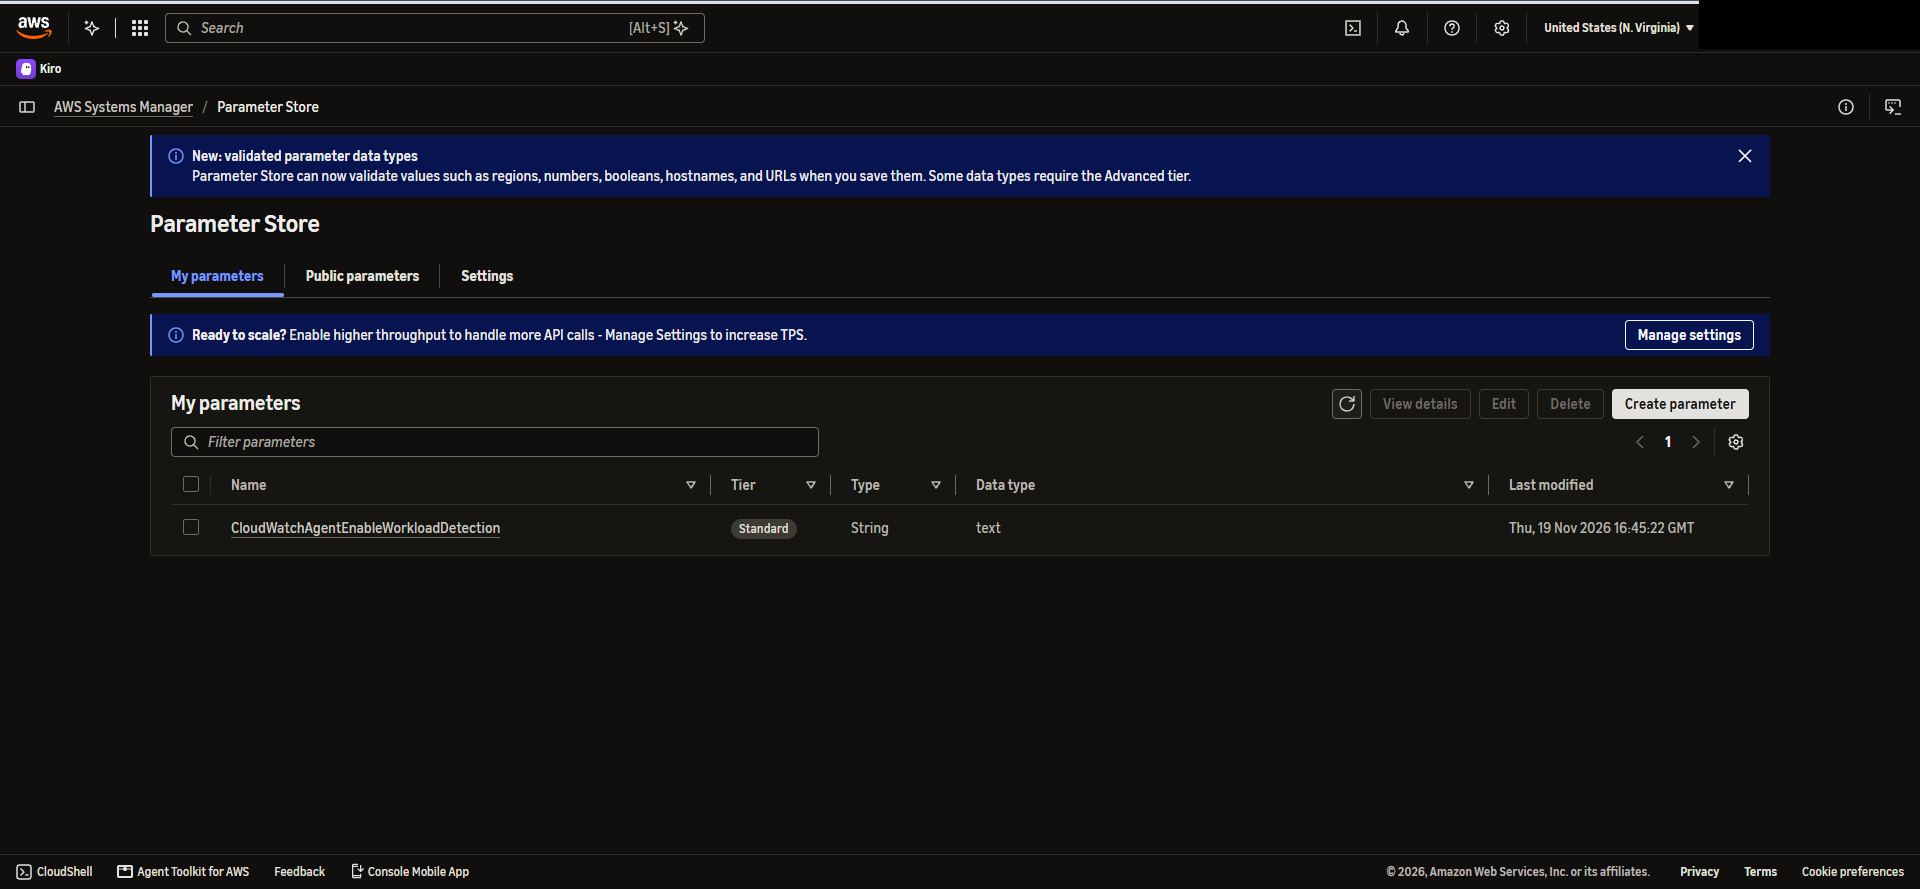 aws
Search [Alt+S]
United States (N. Virginia)
Kiro
AWS Systems Manager / Parameter Store
New: validated parameter data types
Parameter Store can now validate values such as regions, numbers, booleans, hostnames, and URLs when you save them. Some data types require the Advanced tier.
Parameter Store
My parameters Public parameters Settings
Ready to scale? Enable higher throughput to handle more API calls - Manage Settings to increase TPS. Manage settings
My parameters View details Edit Delete Create parameter
Filter parameters 1
Name Tier Type Data type Last modified
CloudWatchAgentEnableWorkloadDetection Standard String text Thu, 19 Nov 2026 16:45:22 GMT
CloudShell Agent Toolkit for AWS Feedback Console Mobile App © 2026, Amazon Web Services, Inc. or its affiliates. Privacy Terms Cookie preferences